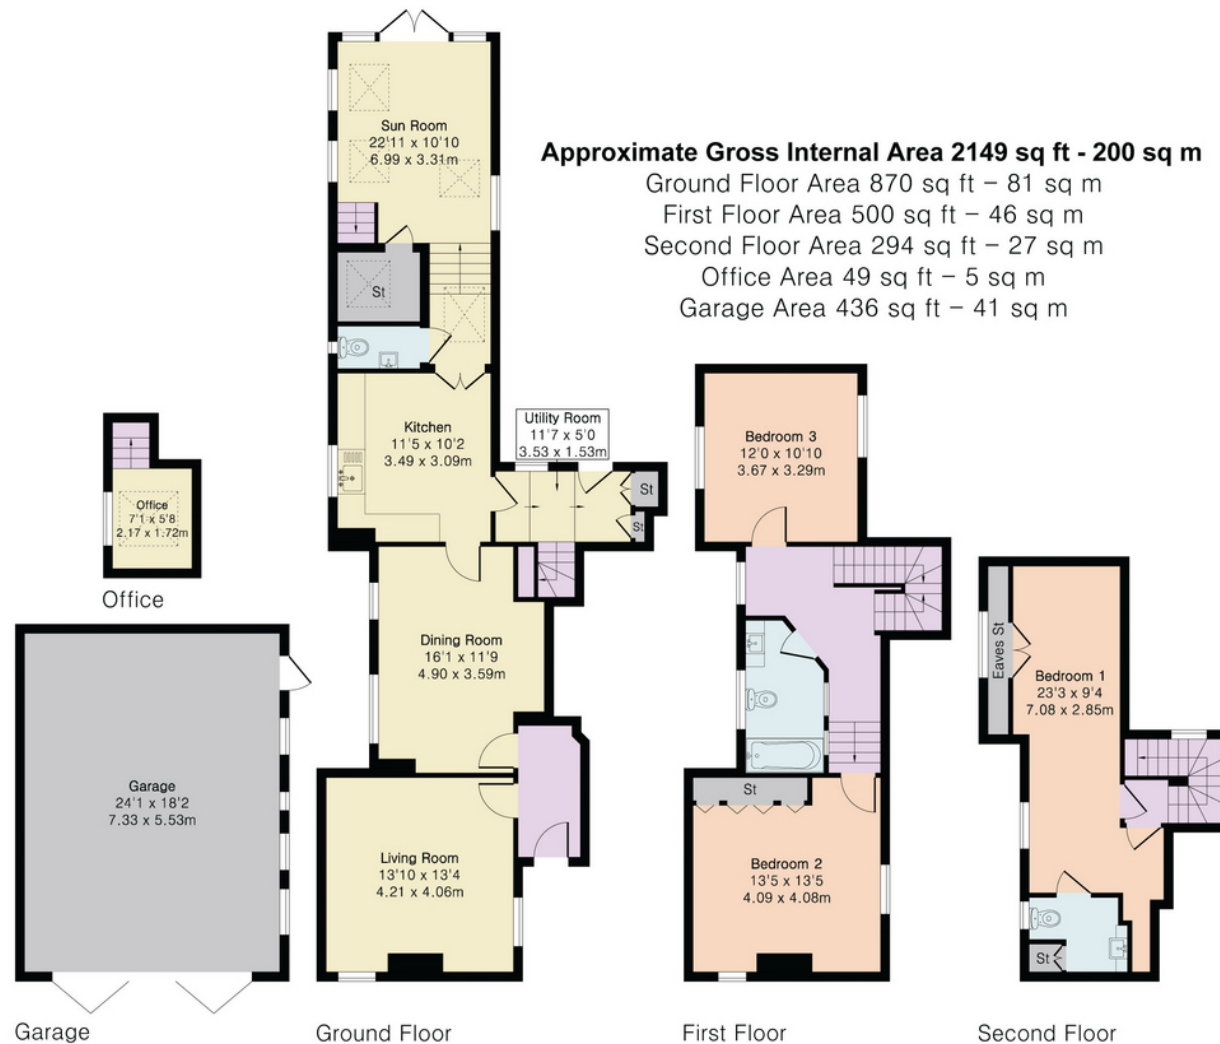 Approximate Gross Internal Area 2149 sq ft - 200 sq m
Ground Floor Area 870 sq ft – 81 sq m
First Floor Area 500 sq ft – 46 sq m
Second Floor Area 294 sq ft – 27 sq m
Office Area 49 sq ft – 5 sq m
Garage Area 436 sq ft – 41 sq m
Sun Room
22'11 x 10'10
6.99 x 3.31m
St
Kitchen
11'5 x 10'2
3.49 x 3.09m
Utility Room
11'7 x 5'0
3.53 x 1.53m
St
St
Dining Room
16'1 x 11'9
4.90 x 3.59m
Living Room
13'10 x 13'4
4.21 x 4.06m
Ground Floor
Office
7'1 x 5'8
2.17 x 1.72m
Office
Garage
24'1 x 18'2
7.33 x 5.53m
Garage
Bedroom 3
12'0 x 10'10
3.67 x 3.29m
St
Bedroom 2
13'5 x 13'5
4.09 x 4.08m
First Floor
Eaves St
Bedroom 1
23'3 x 9'4
7.08 x 2.85m
St
Second Floor